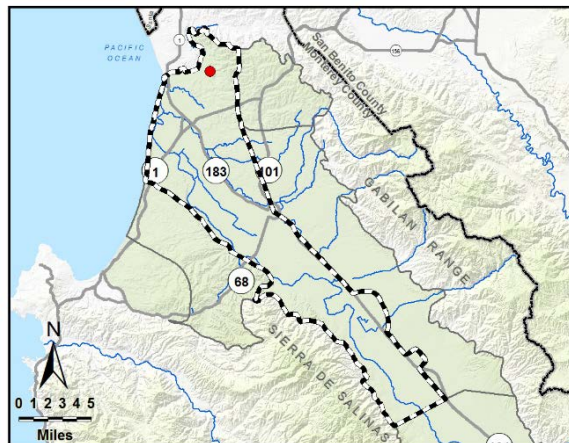 1
PACIFIC
OCEAN
156
San Benito County
Monterey County
1
183
101
GABILAN RANGE
68
SIERRA DE SALINAS
N
0 1 2 3 4 5
Miles